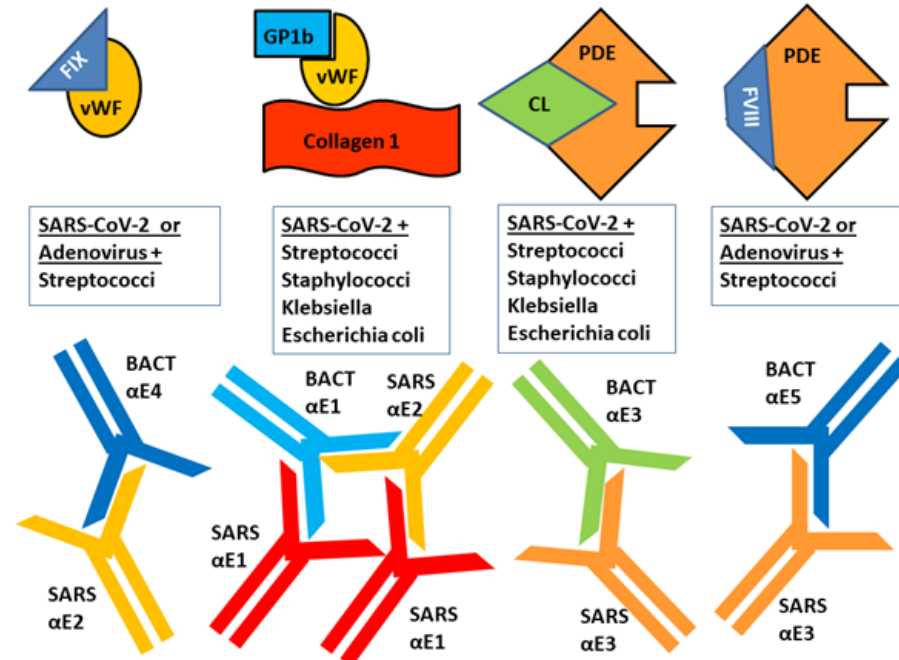 FIX
vWF
GP1b
vWF
Collagen 1
PDE
CL
PDE
FVIII
SARS-CoV-2 or
Adenovirus +
Streptococci
SARS-CoV-2 +
Streptococci
Staphylococci
Klebsiella
Escherichia coli
SARS-CoV-2 +
Streptococci
Staphylococci
Klebsiella
Escherichia coli
SARS-CoV-2 or
Adenovirus +
Streptococci
BACT
αE4
SARS
αE2
BACT
αE1
SARS
αE2
SARS
αE1
SARS
αE1
BACT
αE3
SARS
αE3
BACT
αE5
SARS
αE3